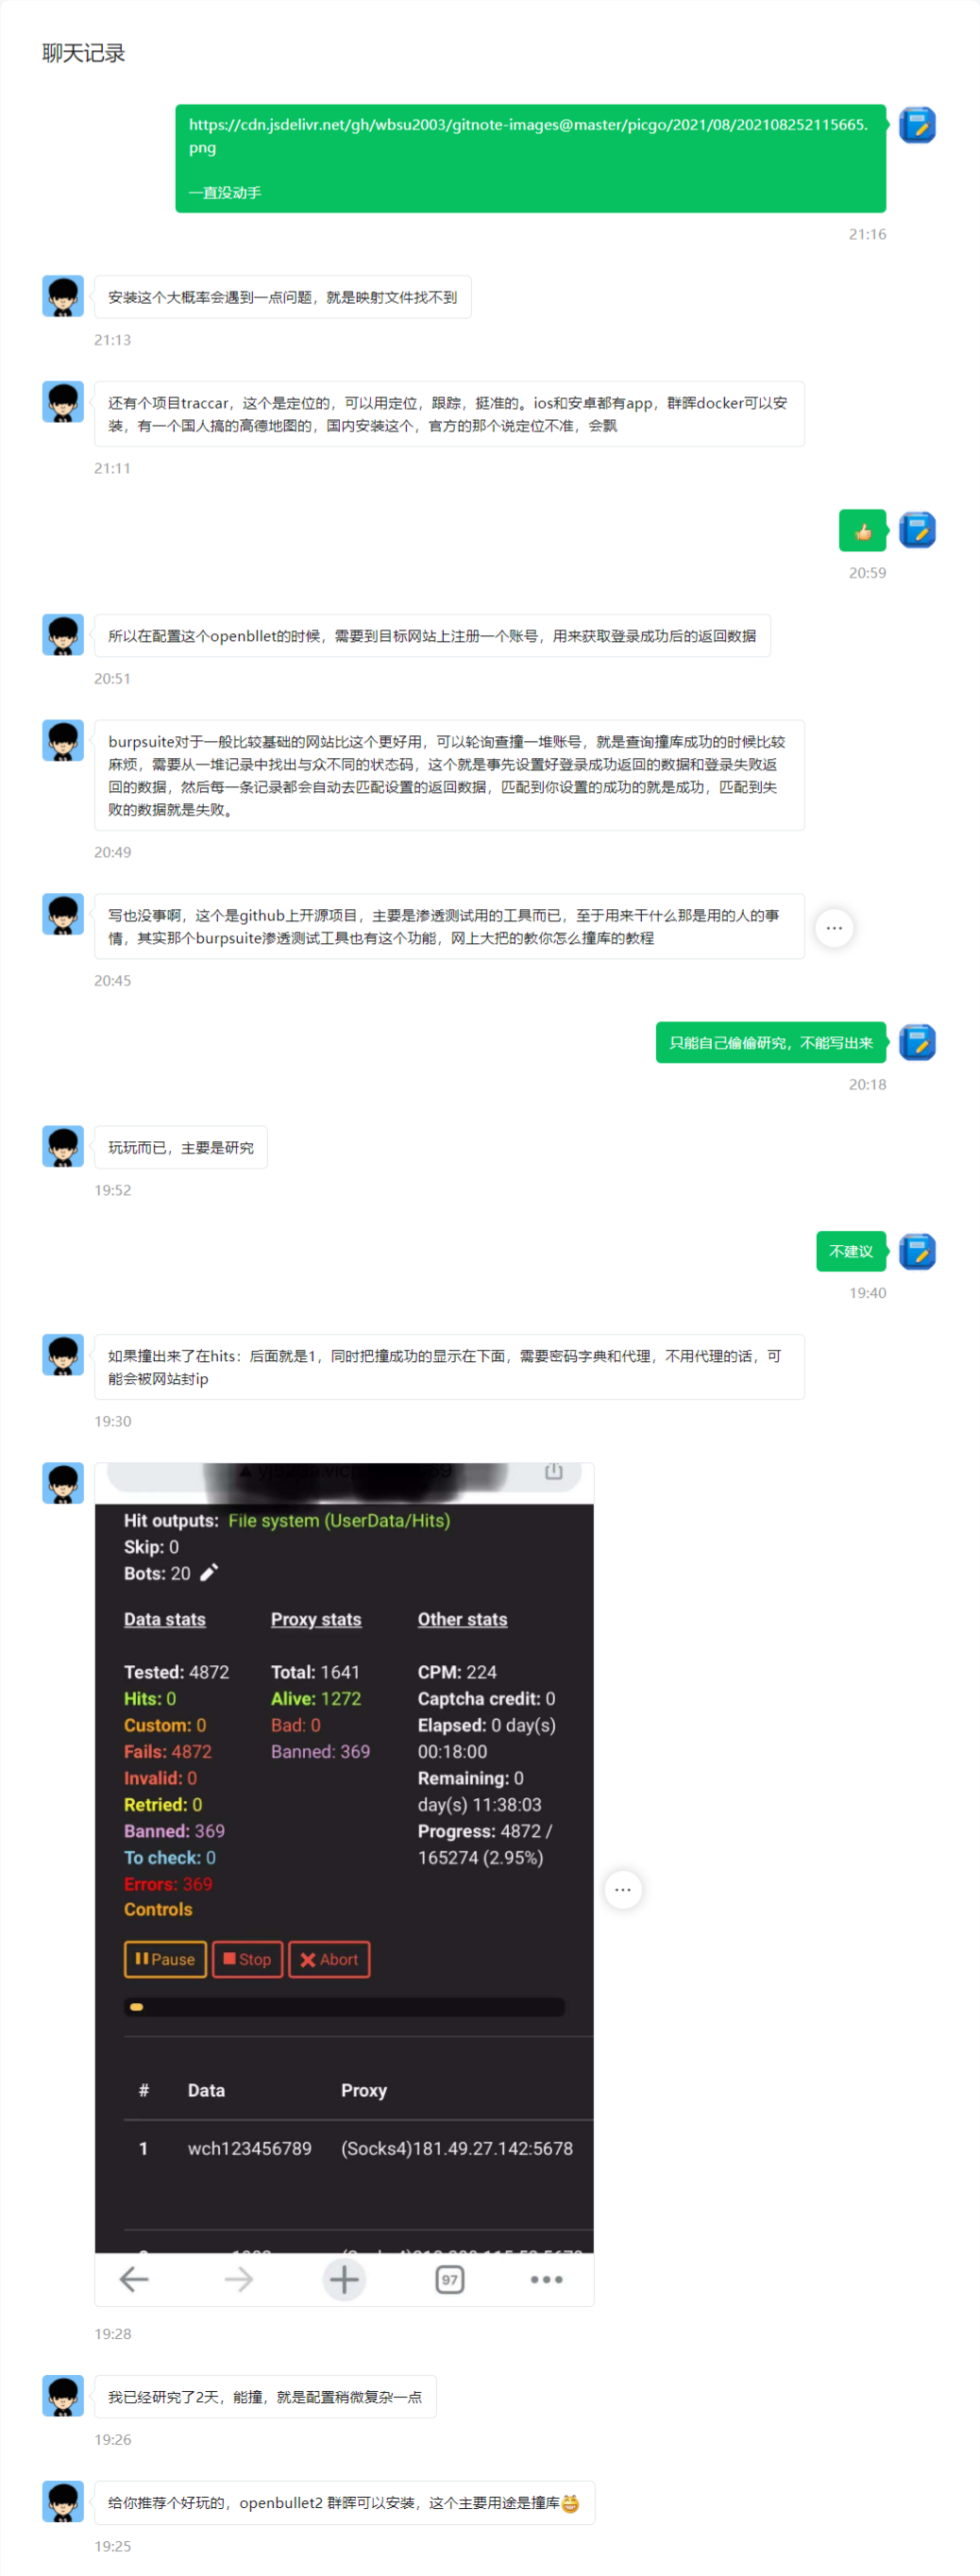 聊天记录
https://cdn.jsdelivr.net/gh/wbsu2003/gitnote-images@master/picgo/2021/08/202108252115665.
png
一直没动手
21:16
安装这个大概率会遇到一点问题，就是映射文件找不到
21:13
还有个项目traccar，这个是定位的，可以用定位，跟踪，挺准的。ios和安卓都有app，群晖docker可以安
装，有一个国人搞的高德地图的，国内安装这个，官方的那个说定位不准，会飘
21:11
20:59
所以在配置这个openbllet的时候，需要到目标网站上注册一个账号，用来获取登录成功后的返回数据
20:51
burpsuite对于一般比较基础的网站比这个更好用，可以轮询查撞一堆账号，就是查询撞库成功的时候比较
麻烦，需要从一堆记录中找出与众不同的状态码，这个就是事先设置好登录成功返回的数据和登录失败返
回的数据，然后每一条记录都会自动去匹配设置的返回数据，匹配到你设置的成功的就是成功，匹配到失
败的数据就是失败。
20:49
写也没事啊，这个是github上开源项目，主要是渗透测试用的工具而已，至于用来干什么那是用的人的事
情，其实那个burpsuite渗透测试工具也有这个功能，网上大把的教你怎么撞库的教程
20:45
只能自己偷偷研究，不能写出来
20:18
玩玩而已，主要是研究
19:52
不建议
19:40
如果撞出来了在hits：后面就是1，同时把撞成功的显示在下面，需要密码字典和代理，不用代理的话，可
能会被网站封ip
19:30
Hit outputs: File system (UserData/Hits)
Skip: 0
Bots: 20
Data stats Proxy stats Other stats
Tested: 4872 Total: 1641 CPM: 224
Hits: 0 Alive: 1272 Captcha credit: 0
Custom: 0 Bad: 0 Elapsed: 0 day(s)
Fails: 4872 Banned: 369 00:18:00
Invalid: 0 Remaining: 0
Retried: 0 day(s) 11:38:03
Banned: 369 Progress: 4872 /
To check: 0 165274 (2.95%)
Errors: 369
Controls
Pause Stop Abort
# Data Proxy
1 wch123456789 (Socks4)181.49.27.142:5678
97
19:28
我已经研究了2天，能撞，就是配置稍微复杂一点
19:26
给你推荐个好玩的，openbullet2 群晖可以安装，这个主要用途是撞库
19:25